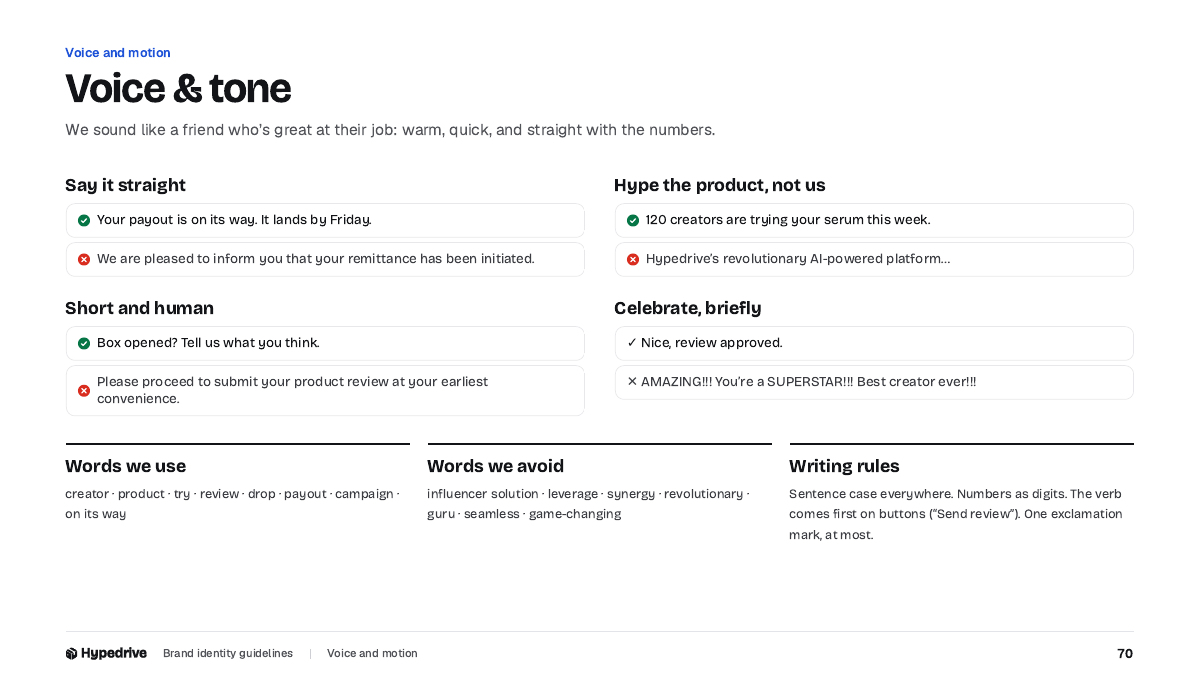 Voice and motion
Voice & tone
We sound like a friend who's great at their job: warm, quick, and straight with the numbers.
Say it straight
Your payout is on its way. It lands by Friday.
We are pleased to inform you that your remittance has been initiated.
Hype the product, not us
120 creators are trying your serum this week.
Hypedrive's revolutionary AI-powered platform...
Short and human
Box opened? Tell us what you think.
Please proceed to submit your product review at your earliest
convenience.
Celebrate, briefly
✓ Nice, review approved.
✕ AMAZING!!! You're a SUPERSTAR!!! Best creator ever!!!
Words we use
creator · product · try · review · drop · payout · campaign ·
on its way
Words we avoid
influencer solution · leverage · synergy · revolutionary ·
guru · seamless · game-changing
Writing rules
Sentence case everywhere. Numbers as digits. The verb
comes first on buttons (“Send review”). One exclamation
mark, at most.
Hypedrive Brand identity guidelines | Voice and motion 70